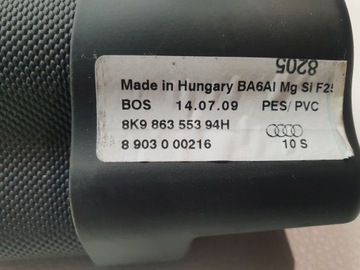 8205
Made in Hungary BA6Al Mg Si F25
BOS 14.07.09 PES/ PVC
8K9 863 553 94H
8 903 0 00216 10 S